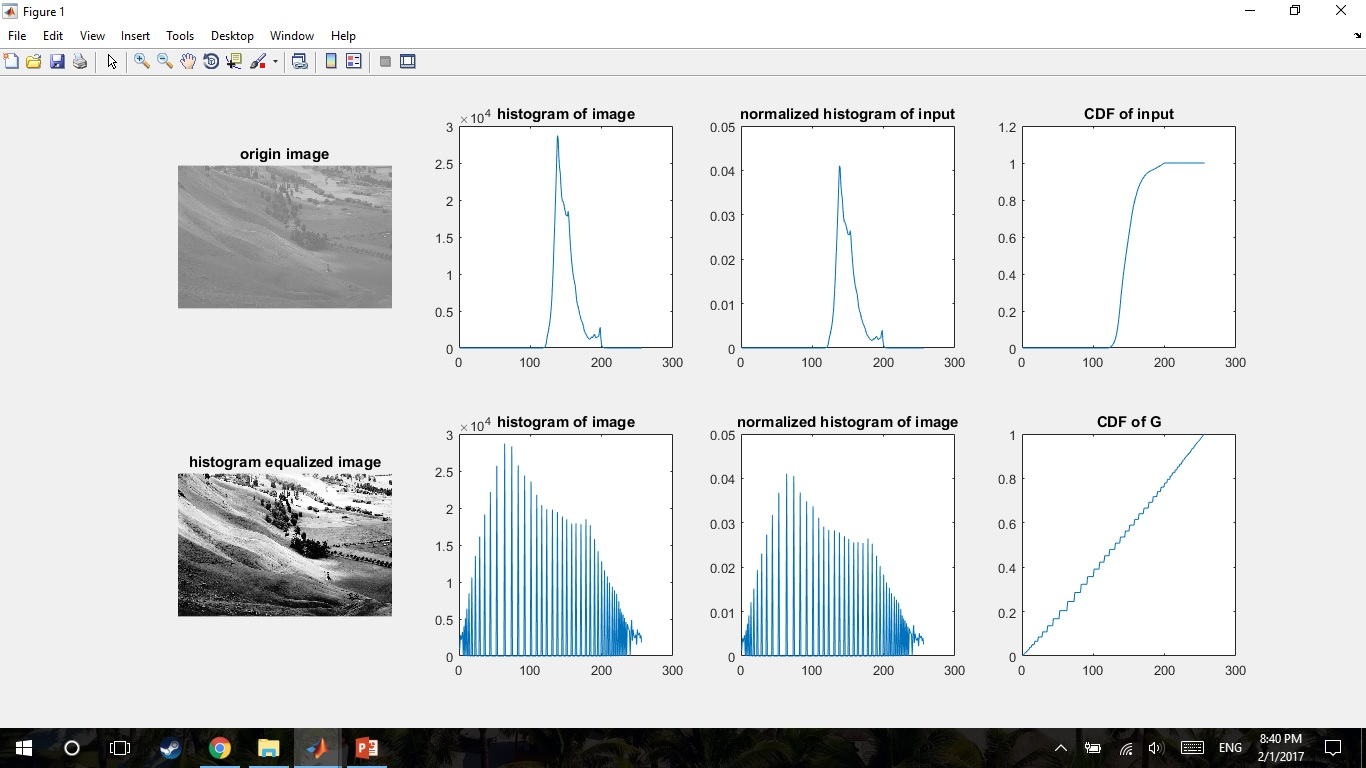 Figure 1
File Edit View Insert Tools Desktop Window Help
origin image
× 10^4 histogram of image
3
2.5
2
1.5
1
0.5
0
0 100 200 300
normalized histogram of input
0.05
0.04
0.03
0.02
0.01
0
0 100 200 300
CDF of input
1.2
1
0.8
0.6
0.4
0.2
0
0 100 200 300
histogram equalized image
× 10^4 histogram of image
3
2.5
2
1.5
1
0.5
0
0 100 200 300
normalized histogram of image
0.05
0.04
0.03
0.02
0.01
0
0 100 200 300
CDF of G
1
0.8
0.6
0.4
0.2
0
0 100 200 300
ENG
8:40 PM
2/1/2017